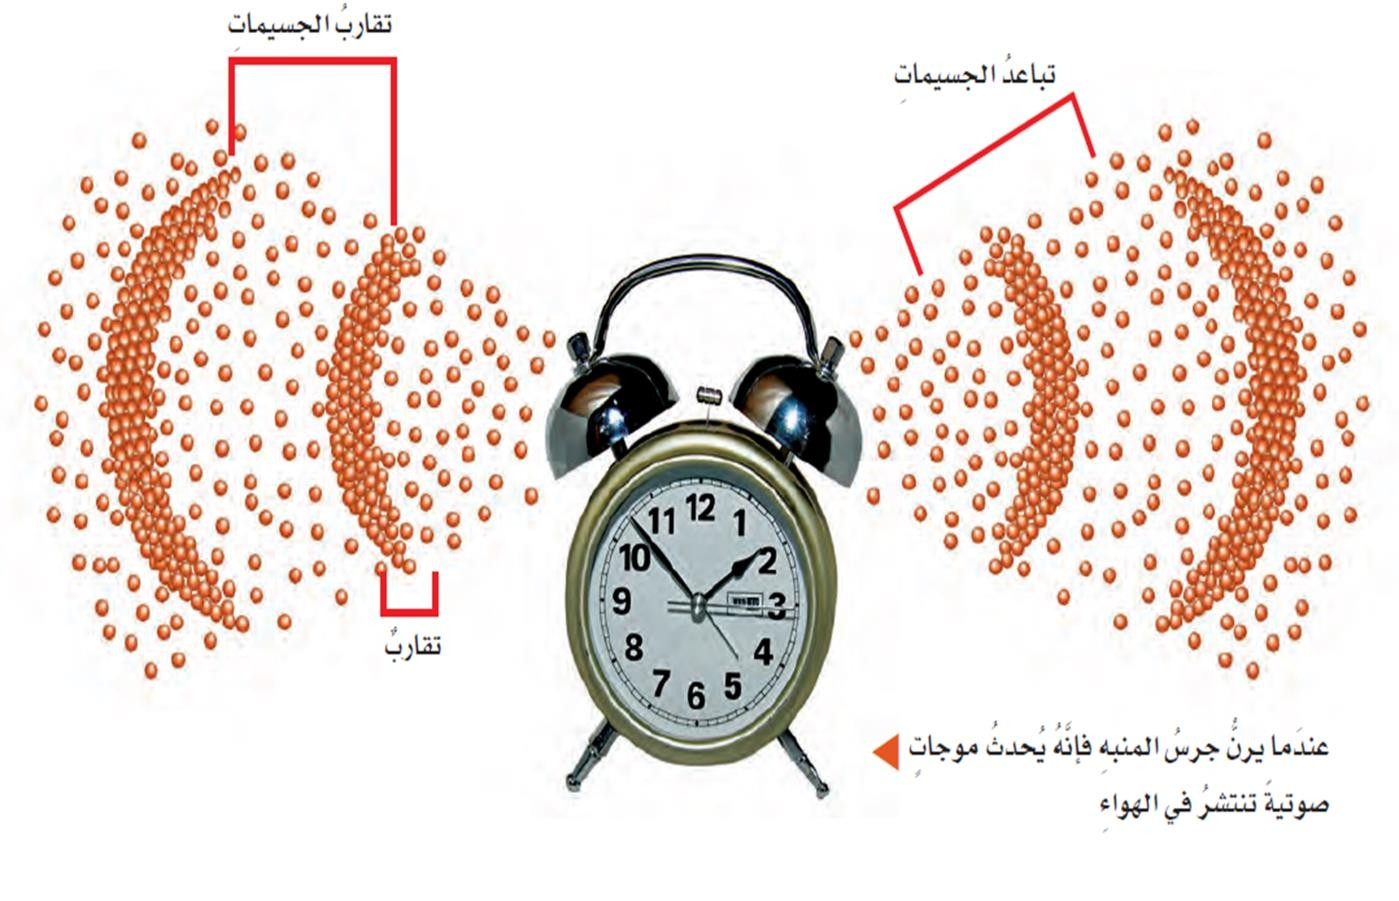 تقاربُ الجسيماتِ
تباعدُ الجسيماتِ
تقاربٌ
12
1
2
3
4
5
6
7
8
9
10
11
عندَما يرنُّ جرسُ المنبهِ فإنَّهُ يُحدثُ موجاتٍ
صوتيةً تنتشرُ في الهواءِ